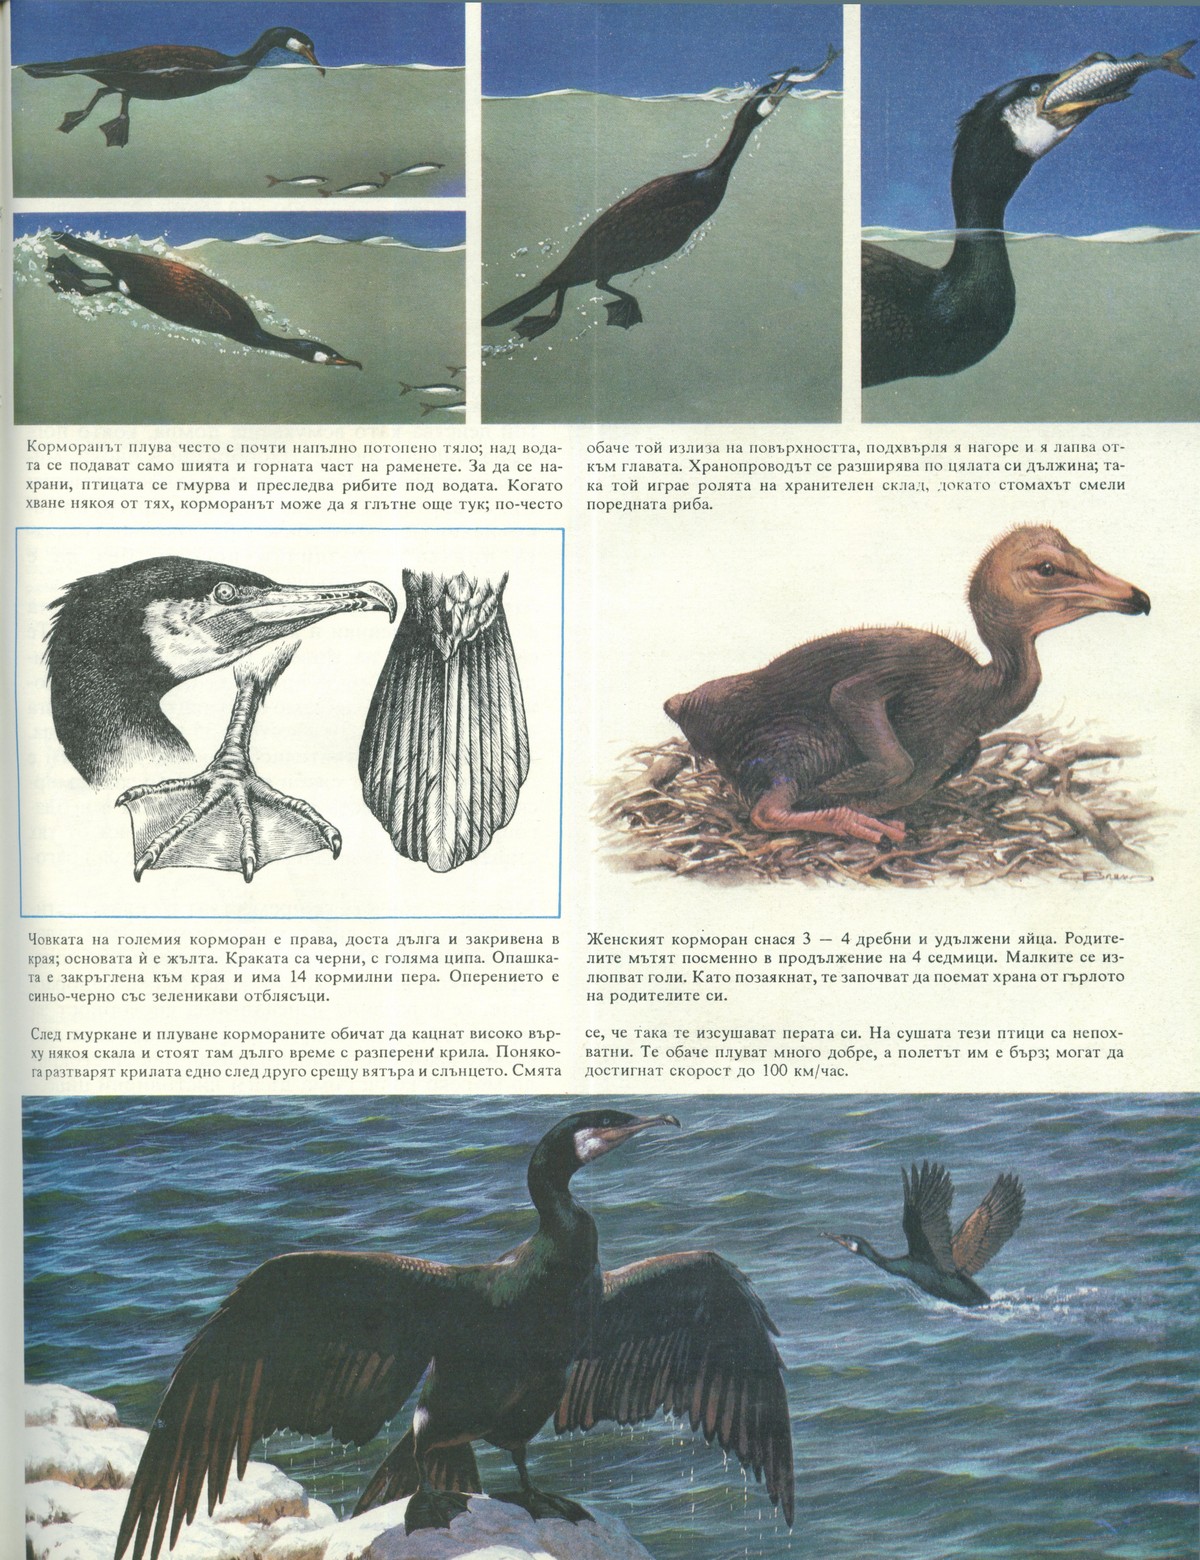 Корморанът плува често с почти напълно потопено тяло; над вода-
та се подават само шията и горната част на раменете. За да се на-
храни, птицата се гмурва и преследва рибите под водата. Когато
хване някоя от тях, корморанът може да я глътне още тук; по-често
обаче той излиза на повърхността, подхвърля я нагоре и я лапва от-
към главата. Хранопроводът се разширява по цялата си дължина; та-
ка той играе ролята на хранителен склад, докато стомахът смели
поредната риба.
Човката на големия корморан е права, доста дълга и закривена в
края; основата ѝ е жълта. Краката са черни, с голяма ципа. Опашка-
та е закръглена към края и има 14 кормилни пера. Оперението е
синьо-черно със зеленикави отблясъци.
Женският корморан снася 3 — 4 дребни и удължени яйца. Родите-
лите мътят посменно в продължение на 4 седмици. Малките се из-
люпват голи. Като позаякнат, те започват да поемат храна от гърлото
на родителите си.
След гмуркане и плуване кормораните обичат да кацнат високо вър-
ху някоя скала и стоят там дълго време с разперени крила. Поняко-
га разтварят крилата едно след друго срещу вятъра и слънцето. Смята
се, че така те изсушават перата си. На сушата тези птици са непох-
ватни. Те обаче плуват много добре, а полетът им е бърз; могат да
достигнат скорост до 100 км/час.